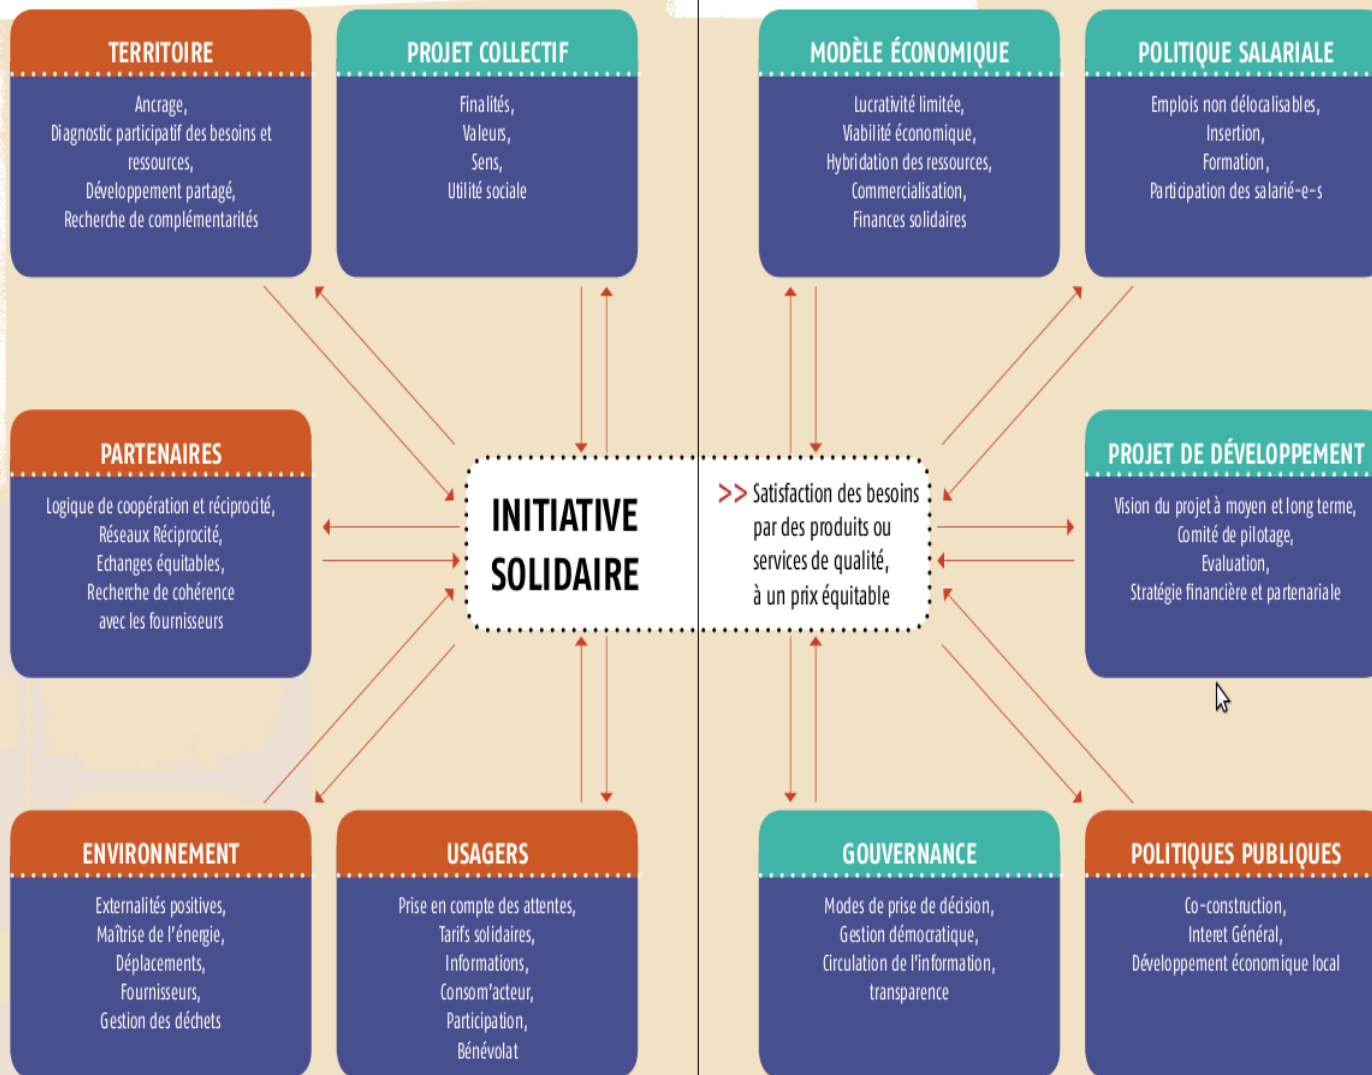 TERRITOIRE
Ancrage,
Diagnostic participatif des besoins et
ressources,
Développement partagé,
Recherche de complémentarités
PROJET COLLECTIF
Finalités,
Valeurs,
Sens,
Utilité sociale
MODÈLE ÉCONOMIQUE
Lucrativité limitée,
Viabilité économique,
Hybridation des ressources,
Commercialisation,
Finances solidaires
POLITIQUE SALARIALE
Emplois non délocalisables,
Insertion,
Formation,
Participation des salarié-e-s
PARTENAIRES
Logique de coopération et réciprocité,
Réseaux Réciprocité,
Echanges équitables,
Recherche de cohérence
avec les fournisseurs
INITIATIVE
SOLIDAIRE
>> Satisfaction des besoins
par des produits ou
services de qualité,
à un prix équitable
PROJET DE DÉVELOPPEMENT
Vision du projet à moyen et long terme,
Comité de pilotage,
Evaluation,
Stratégie financière et partenariale
ENVIRONNEMENT
Externalités positives,
Maîtrise de l'énergie,
Déplacements,
Fournisseurs,
Gestion des déchets
USAGERS
Prise en compte des attentes,
Tarifs solidaires,
Informations,
Consom'acteur,
Participation,
Bénévolat
GOUVERNANCE
Modes de prise de décision,
Gestion démocratique,
Circulation de l'information,
transparence
POLITIQUES PUBLIQUES
Co-construction,
Interet Général,
Développement économique local